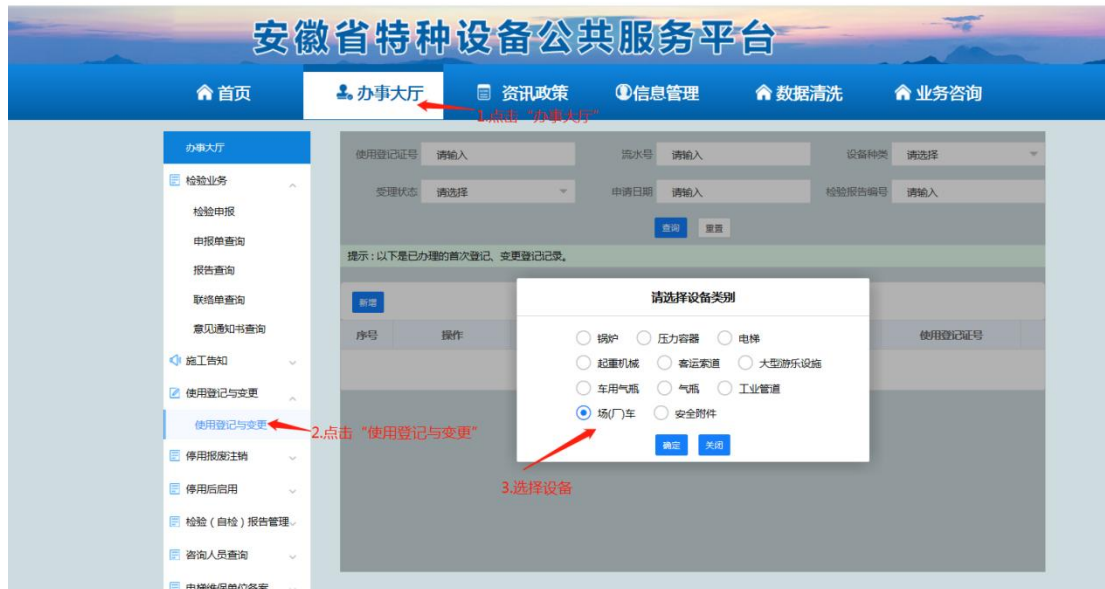 安徽省特种设备公共服务平台
首页 办事大厅 资讯政策 信息管理 数据清洗 业务咨询
1.点击“办事大厅”
办事大厅
检验业务
检验申报
申报单查询
报告查询
联络单查询
意见通知书查询
施工告知
使用登记与变更
使用登记与变更
2.点击“使用登记与变更”
停用报废注销
停用后启用
检验（自检）报告管理
咨询人员查询
电梯维保单位备案
使用登记证号 请输入 流水号 请输入 设备种类 请选择
受理状态 请选择 申请日期 请输入 检验报告编号 请输入
查询 重置
提示：以下是已办理的首次登记、变更登记记录。
新增
序号 操作 使用登记证号
请选择设备类别
锅炉 压力容器 电梯
起重机械 客运索道 大型游乐设施
车用气瓶 气瓶 工业管道
场(厂)车 安全附件
确定 关闭
3.选择设备